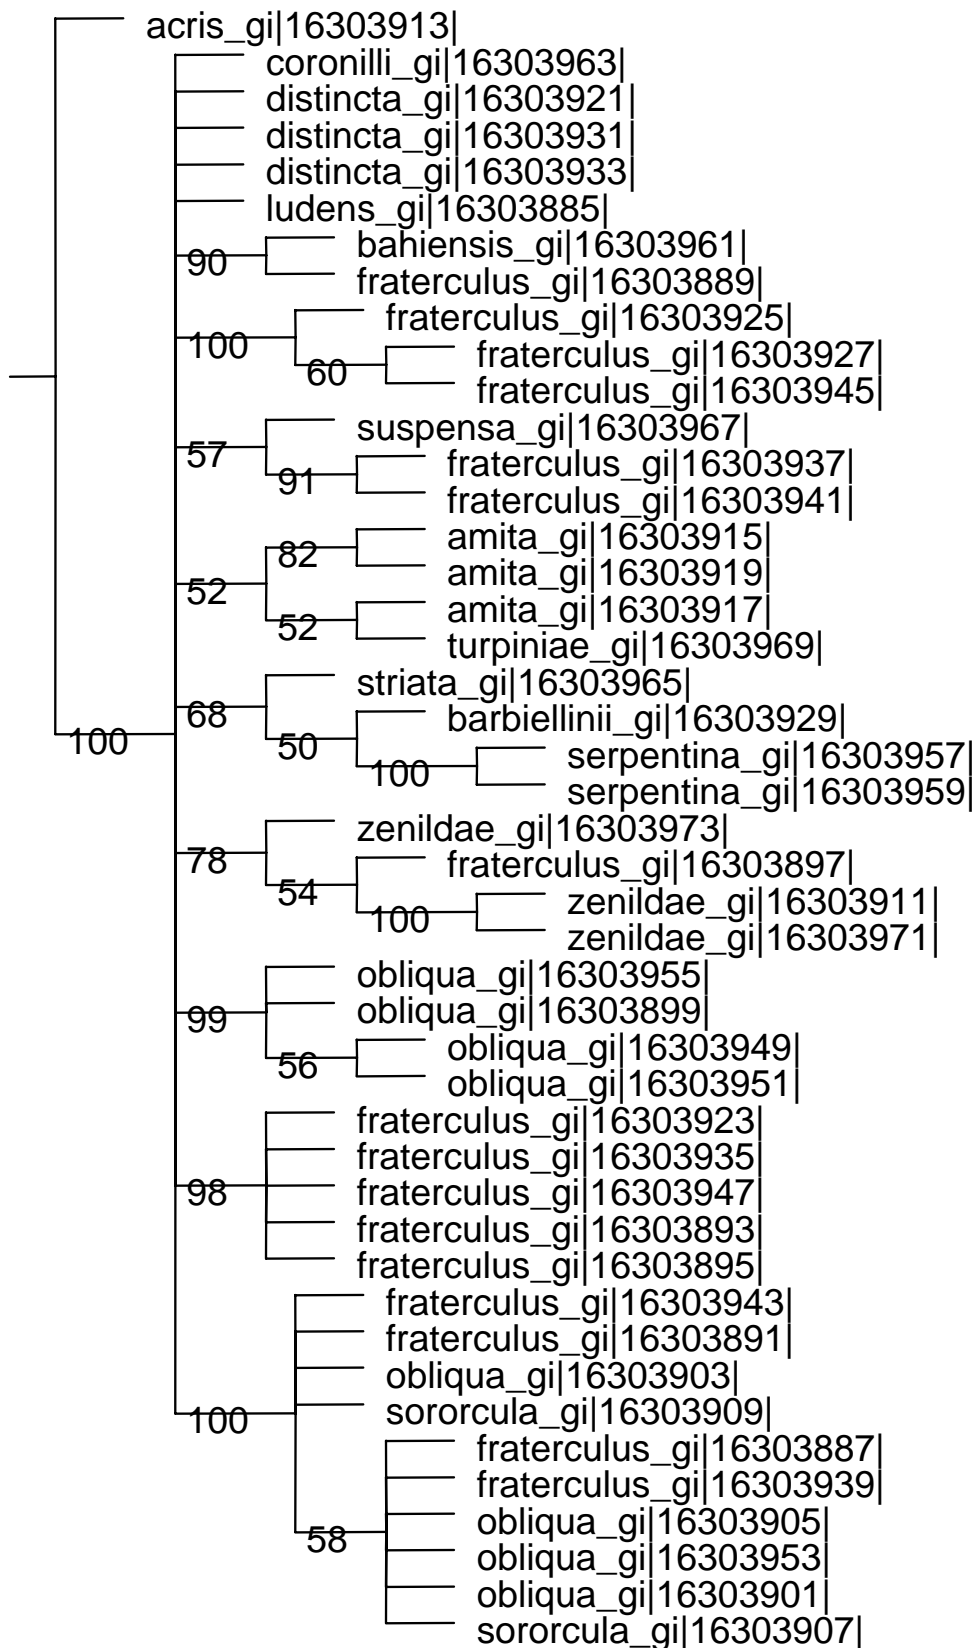 acris_gi|16303913|
coronilli_gi|16303963|
distincta_gi|16303921|
distincta_gi|16303931|
distincta_gi|16303933|
ludens_gi|16303885|
bahiensis_gi|16303961|
90
fraterculus_gi|16303889|
fraterculus_gi|16303925|
100
fraterculus_gi|16303927|
60
fraterculus_gi|16303945|
suspensa_gi|16303967|
57
fraterculus_gi|16303937|
91
fraterculus_gi|16303941|
amita_gi|16303915|
82
amita_gi|16303919|
52
amita_gi|16303917|
52
turpiniae_gi|16303969|
striata_gi|16303965|
68
barbiellinii_gi|16303929|
100
50
serpentina_gi|16303957|
100
serpentina_gi|16303959|
zenildae_gi|16303973|
78
fraterculus_gi|16303897|
54
zenildae_gi|16303911|
100
zenildae_gi|16303971|
obliqua_gi|16303955|
obliqua_gi|16303899|
99
obliqua_gi|16303949|
56
obliqua_gi|16303951|
fraterculus_gi|16303923|
fraterculus_gi|16303935|
fraterculus_gi|16303947|
98
fraterculus_gi|16303893|
fraterculus_gi|16303895|
fraterculus_gi|16303943|
fraterculus_gi|16303891|
obliqua_gi|16303903|
sororcula_gi|16303909|
100
fraterculus_gi|16303887|
fraterculus_gi|16303939|
obliqua_gi|16303905|
58
obliqua_gi|16303953|
obliqua_gi|16303901|
sororcula_gi|16303907|